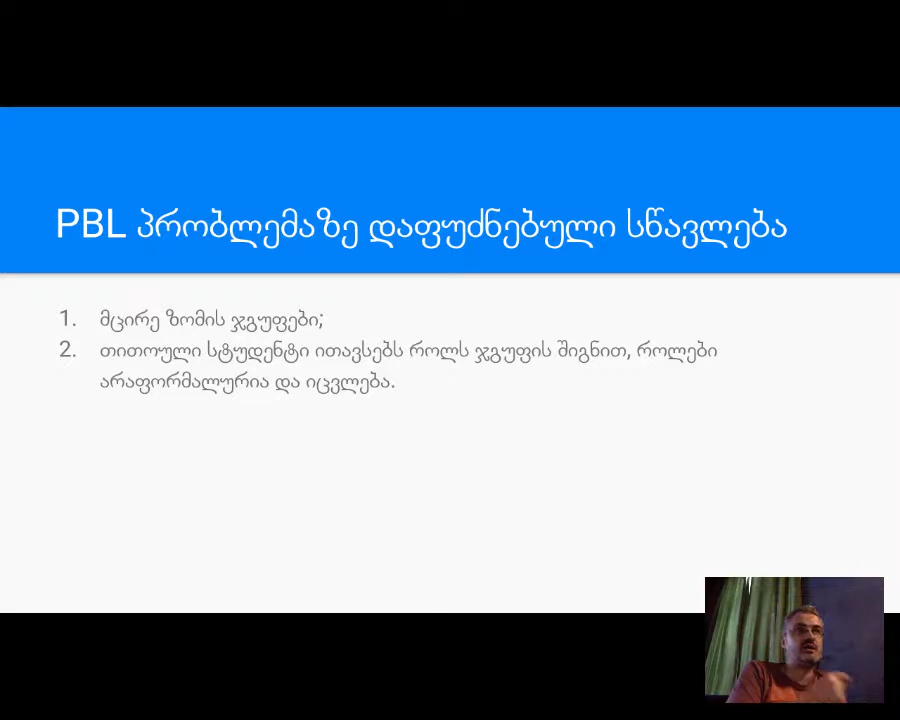 PBL პრობლემაზე დაფუძნებული სწავლება
1. მცირე ზომის ჯგუფები;
2. თითოული სტუდენტი ითავსებს როლს ჯგუფის შიგნით, როლები
არაფორმალურია და იცვლება.